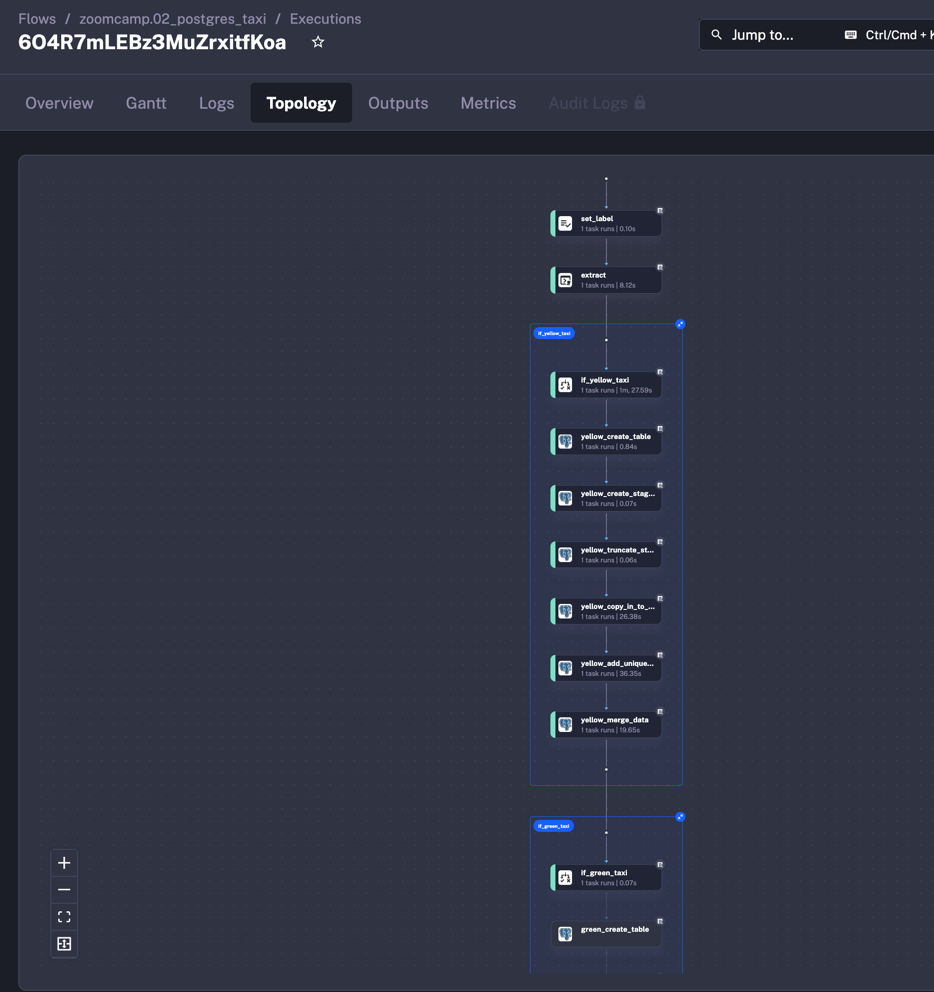 Flows / zoomcamp.02_postgres_taxi / Executions
6O4R7mLEBz3MuZrxitfKoa
Jump to...
Ctrl/Cmd + K
Overview
Gantt
Logs
Topology
Outputs
Metrics
Audit Logs
set_label
1 task runs | 0.10s
extract
1 task runs | 8.12s
if_yellow_taxi
if_yellow_taxi
1 task runs | 1m, 27.59s
yellow_create_table
1 task runs | 0.84s
yellow_create_stag...
1 task runs | 0.07s
yellow_truncate_st...
1 task runs | 0.06s
yellow_copy_in_to_...
1 task runs | 26.38s
yellow_add_unique...
1 task runs | 36.35s
yellow_merge_data
1 task runs | 19.65s
if_green_taxi
if_green_taxi
1 task runs | 0.07s
green_create_table